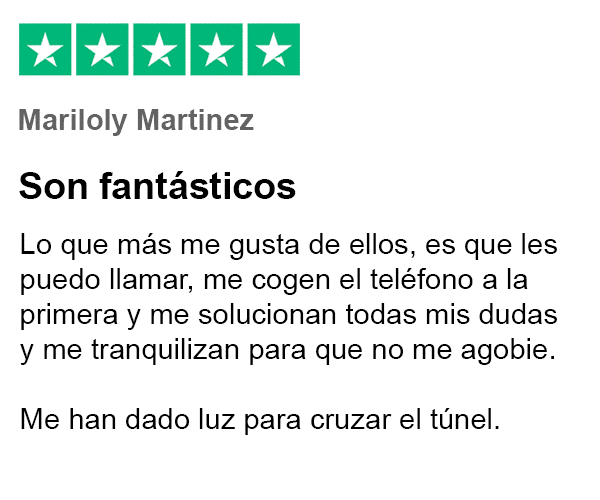 Mariloly Martinez
Son fantásticos
Lo que más me gusta de ellos, es que les
puedo llamar, me cogen el teléfono a la
primera y me solucionan todas mis dudas
y me tranquilizan para que no me agobie.
Me han dado luz para cruzar el túnel.